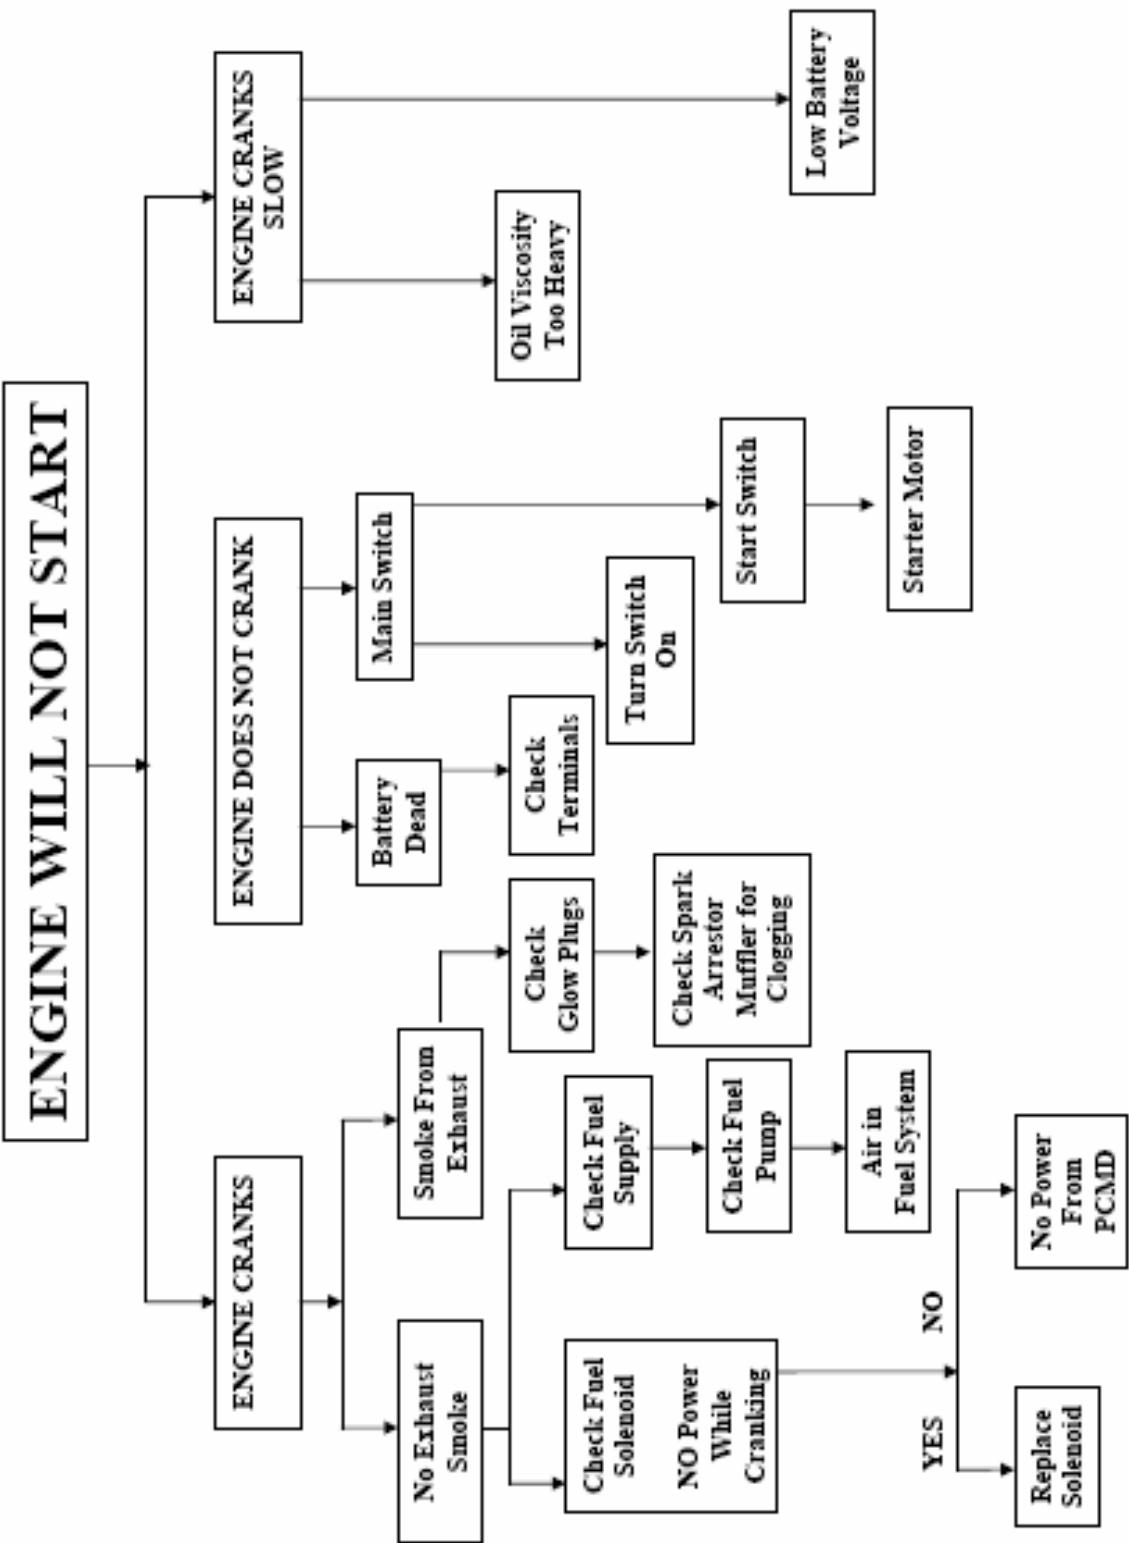 ENGINE WILL NOT START
ENGINE CRANKS
ENGINE DOES NOT CRANK
ENGINE CRANKS
SLOW
No Exhaust
Smoke
Smoke From
Exhaust
Battery
Dead
Main Switch
Check Fuel
Solenoid
NO Power
While
Cranking
Check Fuel
Supply
Check
Glow Plugs
Check
Terminals
Turn Switch
On
Oil Viscosity
Too Heavy
Check Fuel
Pump
Check Spark
Arrestor
Muffler for
Clogging
Start Switch
Low Battery
Voltage
Air in
Fuel System
Starter Motor
YES
NO
Replace
Solenoid
No Power
From
PCMD